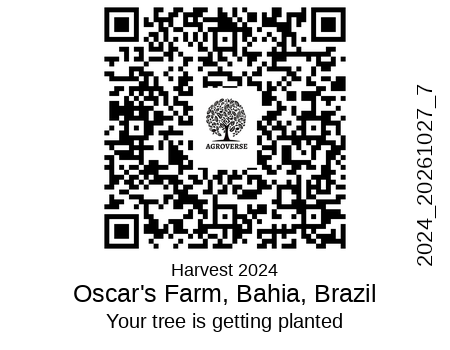 AGROVERSE
Harvest 2024
Oscar's Farm, Bahia, Brazil
Your tree is getting planted
2024_20261027_7